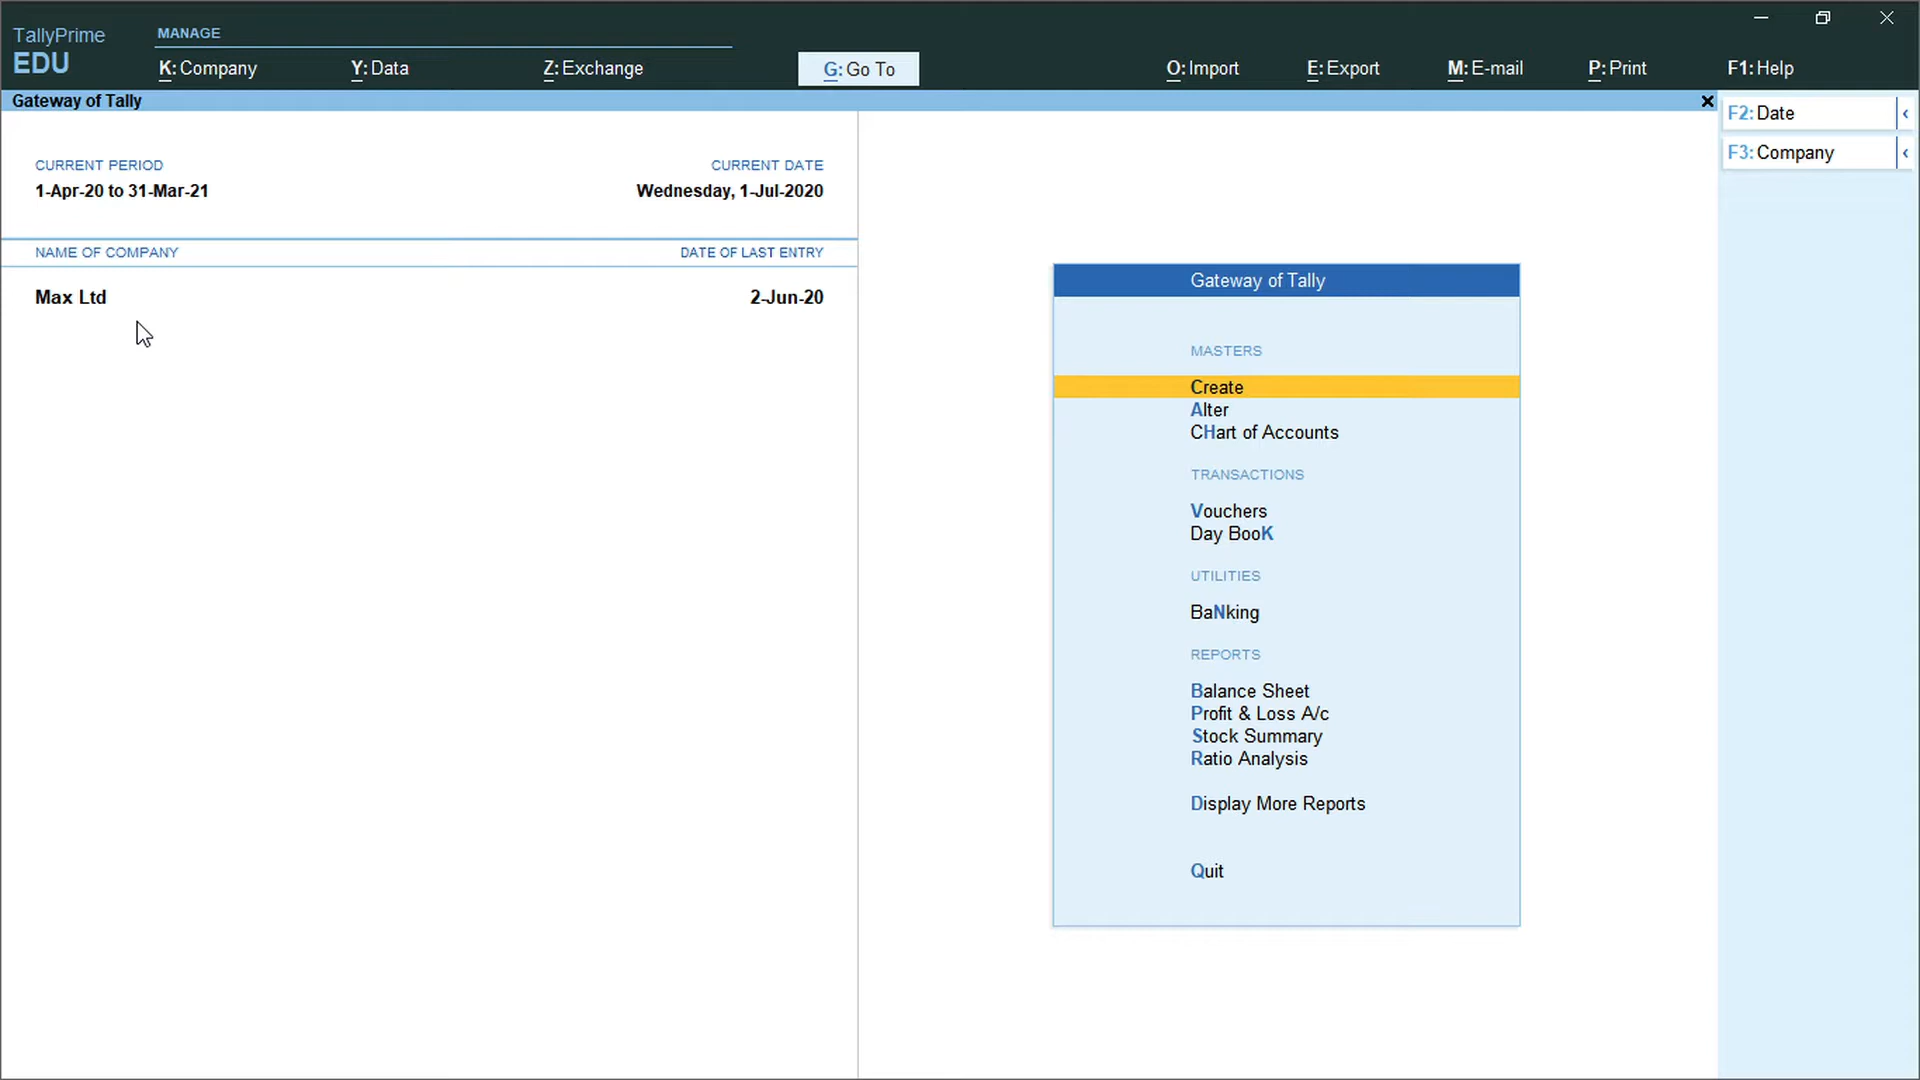 TallyPrime
EDU
MANAGE
K: Company
Y: Data
Z: Exchange
G: Go To
O: Import
E: Export
M: E-mail
P: Print
F1: Help
Gateway of Tally
F2: Date
F3: Company
CURRENT PERIOD
CURRENT DATE
1-Apr-20 to 31-Mar-21
Wednesday, 1-Jul-2020
NAME OF COMPANY
DATE OF LAST ENTRY
Max Ltd
2-Jun-20
Gateway of Tally
MASTERS
Create
Alter
CHart of Accounts
TRANSACTIONS
Vouchers
Day BooK
UTILITIES
BaNking
REPORTS
Balance Sheet
Profit & Loss A/c
Stock Summary
Ratio Analysis
Display More Reports
Quit